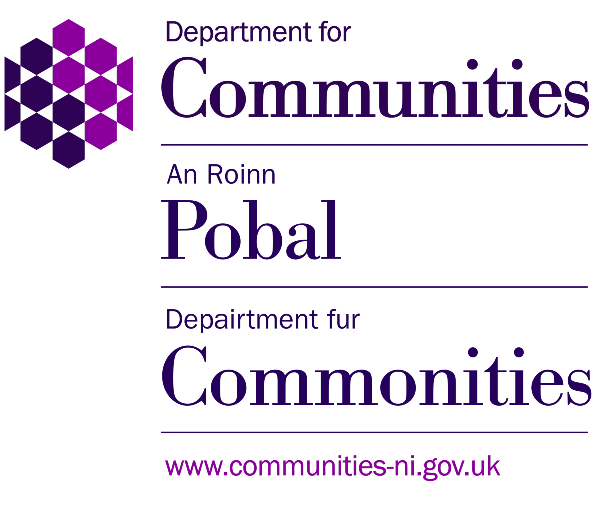 Department for
Communities
An Roinn
Pobal
Depairtment fur
Commonities
www.communities-ni.gov.uk